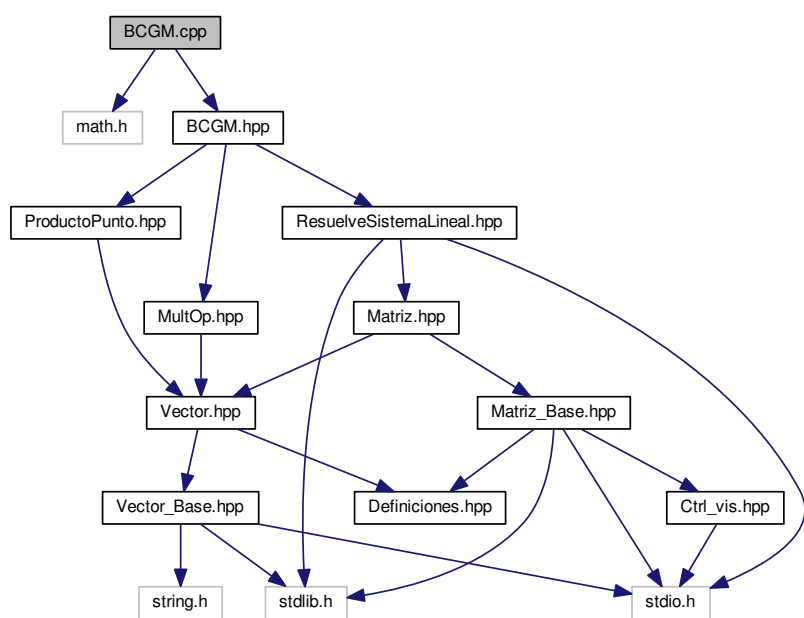 BCGM.cpp
math.h
BCGM.hpp
ProductoPunto.hpp
ResuelveSistemaLineal.hpp
MultOp.hpp
Matriz.hpp
Vector.hpp
Matriz_Base.hpp
Vector_Base.hpp
Definiciones.hpp
Ctrl_vis.hpp
string.h
stdlib.h
stdio.h